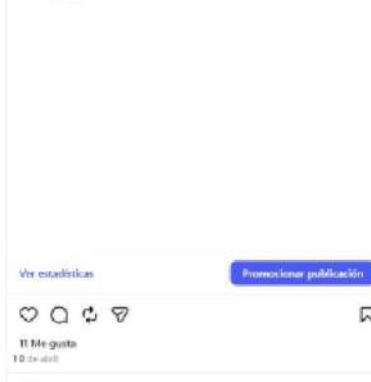 Ver estadísticas
Promocionar publicación
11 Me gusta
10 de abril